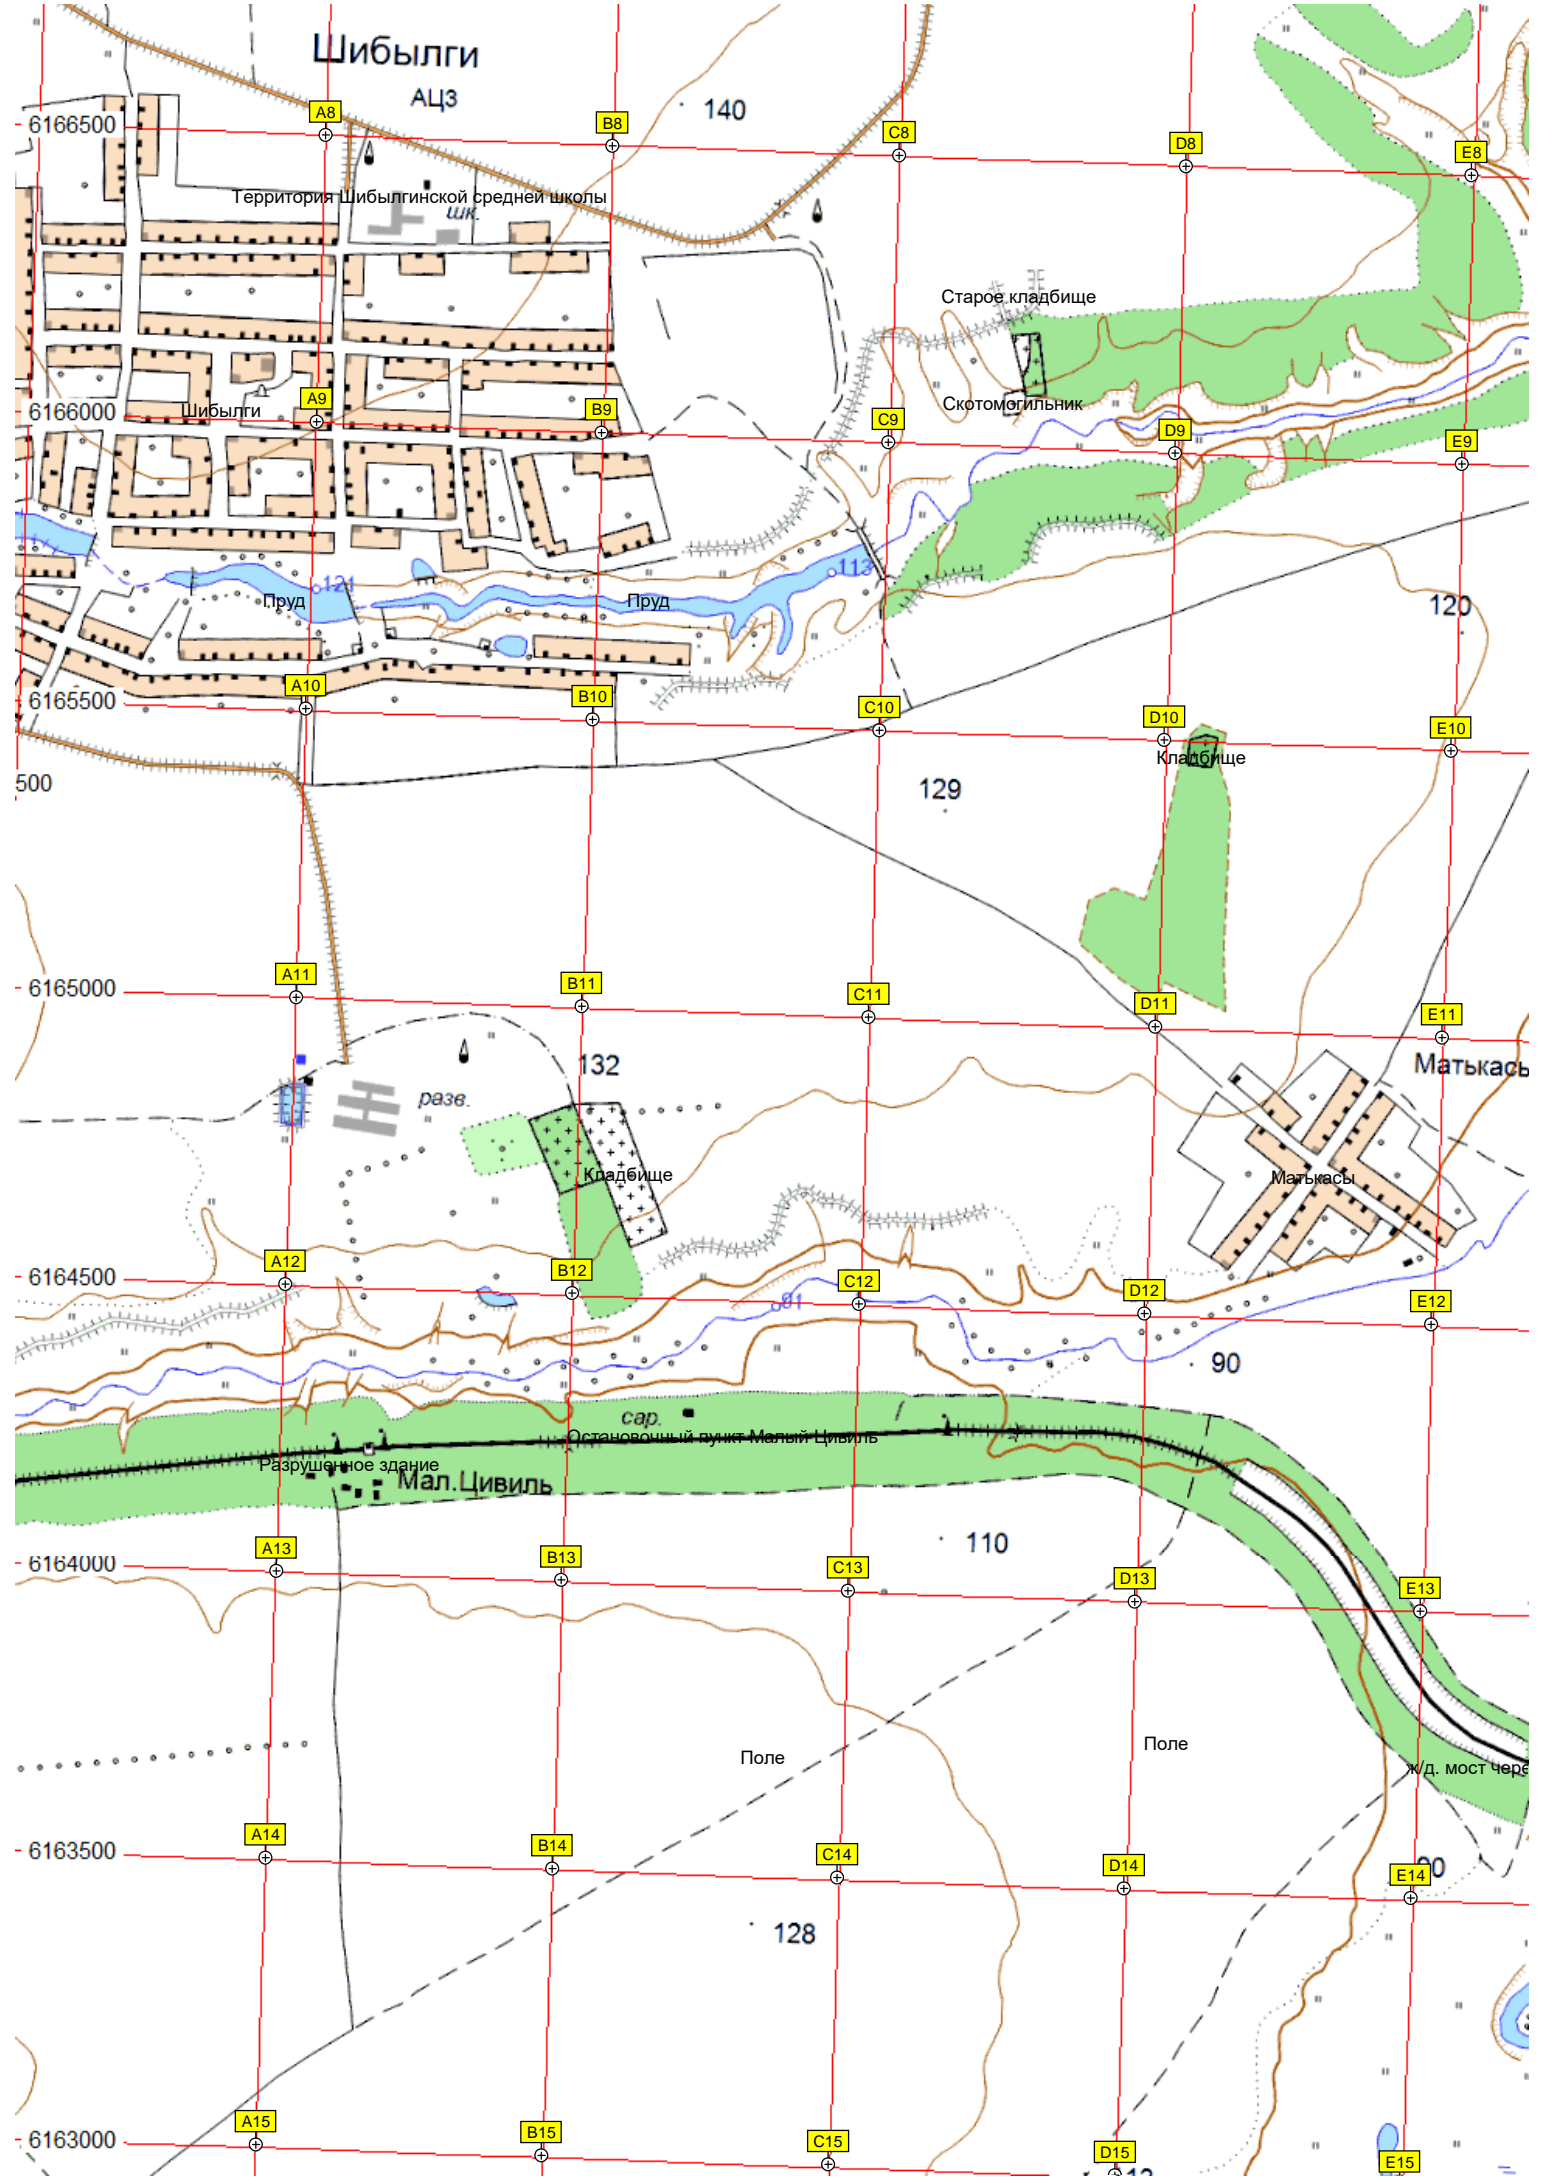 Шибылги
АЦЗ
140
A8
B8
C8
D8
E8
6166500
Территория Шибылгинской средней школы
шк.
Старое кладбище
Скотомогильник
A9
B9
C9
D9
E9
6166000
Шибылги
121
113
Пруд
Пруд
120
A10
B10
C10
D10
E10
6165500
Кладбище
500
129
A11
B11
C11
D11
E11
6165000
132
Матькасы
разв.
Кладбище
Матькасы
A12
B12
C12
D12
E12
6164500
91
90
сар.
Остановочный пункт Малый Цивиль
Разрушенное здание
Мал.Цивиль
110
A13
B13
C13
D13
E13
6164000
Поле
Поле
ж/д. мост чере
A14
B14
C14
D14
E14
6163500
90
128
A15
B15
C15
D15
E15
6163000